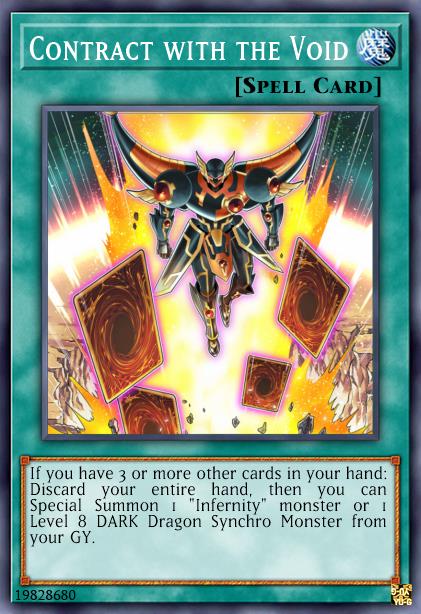 CONTRACT WITH THE VOID 魔
[SPELL CARD]
If you have 3 or more other cards in your hand:
Discard your entire hand, then you can
Special Summon 1 "Infernity" monster or 1
Level 8 DARK Dragon Synchro Monster from
your GY.
19828680